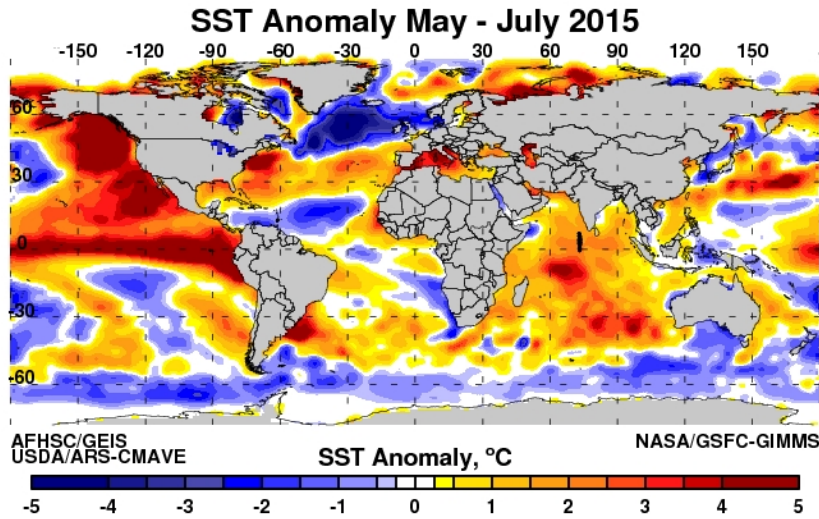 SST Anomaly May - July 2015
-150 -120 -90 -60 -30 0 30 60 90 120 150
60
30
0
-30
-60
AFHSC/GEIS
USDA/ARS-CMAVE
NASA/GSFC-GIMMS
SST Anomaly, ºC
-5 -4 -3 -2 -1 0 1 2 3 4 5